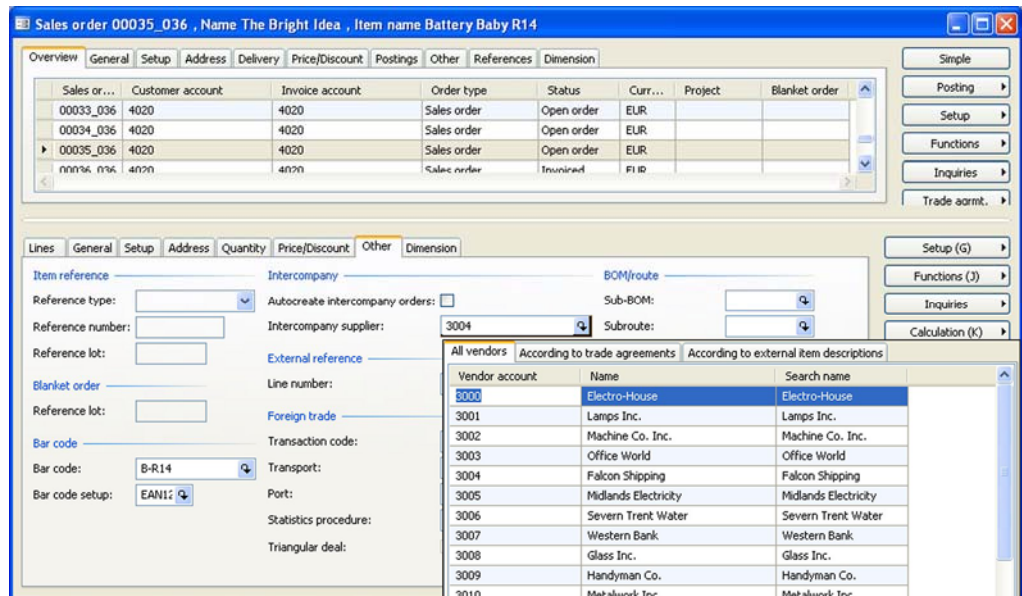 Sales order 00035_036 , Name The Bright Idea , Item name Battery Baby R14
Overview General Setup Address Delivery Price/Discount Postings Other References Dimension
Simple
Posting
Setup
Functions
Inquiries
Trade agrmt.
Sales or... Customer account Invoice account Order type Status Curr... Project Blanket order
00033_036 4020 4020 Sales order Open order EUR
00034_036 4020 4020 Sales order Open order EUR
00035_036 4020 4020 Sales order Open order EUR
00036_036 4020 4020 Sales order Invoiced EUR
Lines General Setup Address Quantity Price/Discount Other Dimension
Setup (G)
Functions (J)
Inquiries
Calculation (K)
Item reference
Reference type:
Reference number:
Reference lot:
Blanket order
Reference lot:
Bar code
Bar code: B-R14
Bar code setup: EAN12
Intercompany
Autocreate intercompany orders:
Intercompany supplier: 3004
External reference
Line number:
Foreign trade
Transaction code:
Transport:
Port:
Statistics procedure:
Triangular deal:
BOM/route
Sub-BOM:
Subroute:
All vendors According to trade agreements According to external item descriptions
Vendor account Name Search name
3000 Electro-House Electro-House
3001 Lamps Inc. Lamps Inc.
3002 Machine Co. Inc. Machine Co. Inc.
3003 Office World Office World
3004 Falcon Shipping Falcon Shipping
3005 Midlands Electricity Midlands Electricity
3006 Severn Trent Water Severn Trent Water
3007 Western Bank Western Bank
3008 Glass Inc. Glass Inc.
3009 Handyman Co. Handyman Co.
3010 Metalwork Inc. Metalwork Inc.